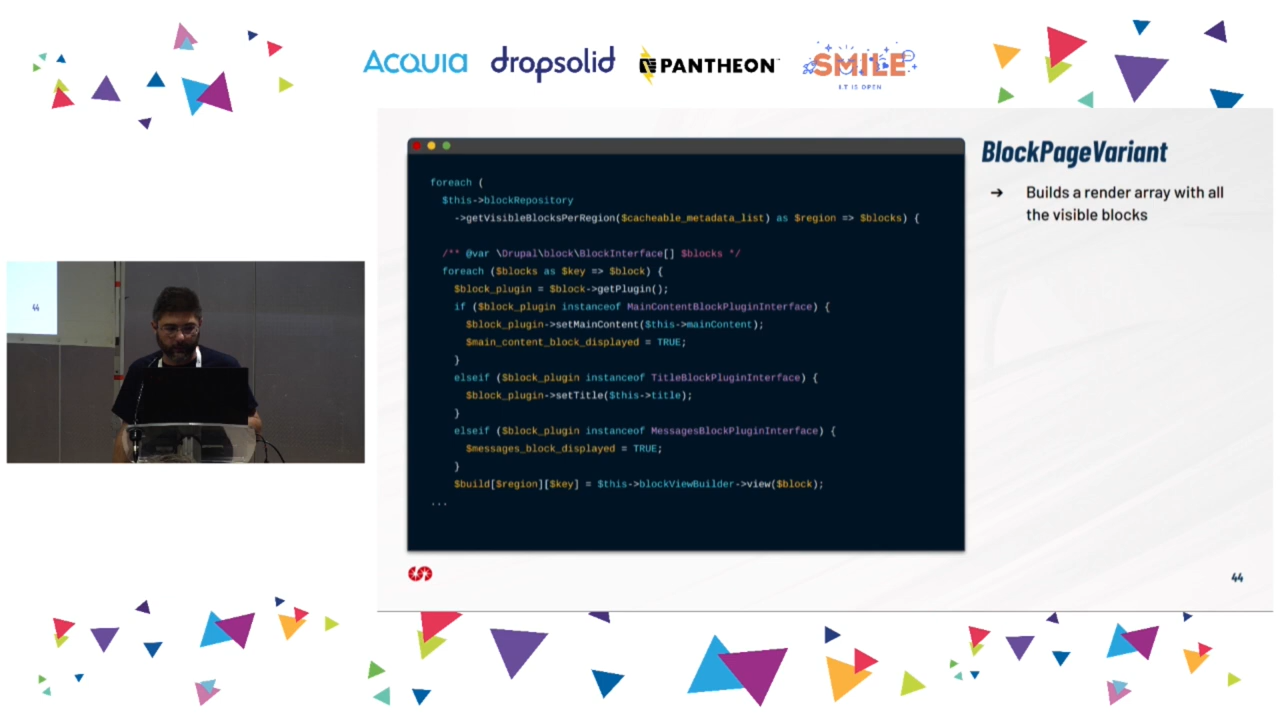 ACQUIA dropsolid PANTHEON SMILE
I.T IS OPEN
BlockPageVariant
➔ Builds a render array with all
the visible blocks
foreach (
$this->blockRepository
->getVisibleBlocksPerRegion($cacheable_metadata_list) as $region => $blocks) {
/** @var \Drupal\block\BlockInterface[] $blocks */
foreach ($blocks as $key => $block) {
$block_plugin = $block->getPlugin();
if ($block_plugin instanceof MainContentBlockPluginInterface) {
$block_plugin->setMainContent($this->mainContent);
$main_content_block_displayed = TRUE;
}
elseif ($block_plugin instanceof TitleBlockPluginInterface) {
$block_plugin->setTitle($this->title);
}
elseif ($block_plugin instanceof MessagesBlockPluginInterface) {
$messages_block_displayed = TRUE;
}
$build[$region][$key] = $this->blockViewBuilder->view($block);
...
44
44